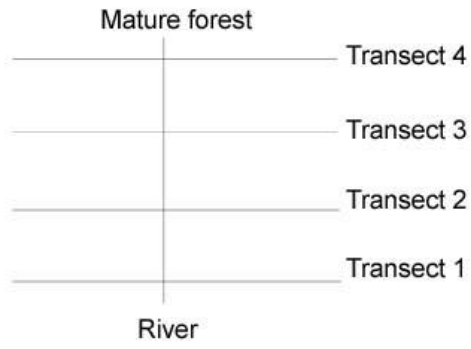 Mature forest
Transect 4
Transect 3
Transect 2
Transect 1
River